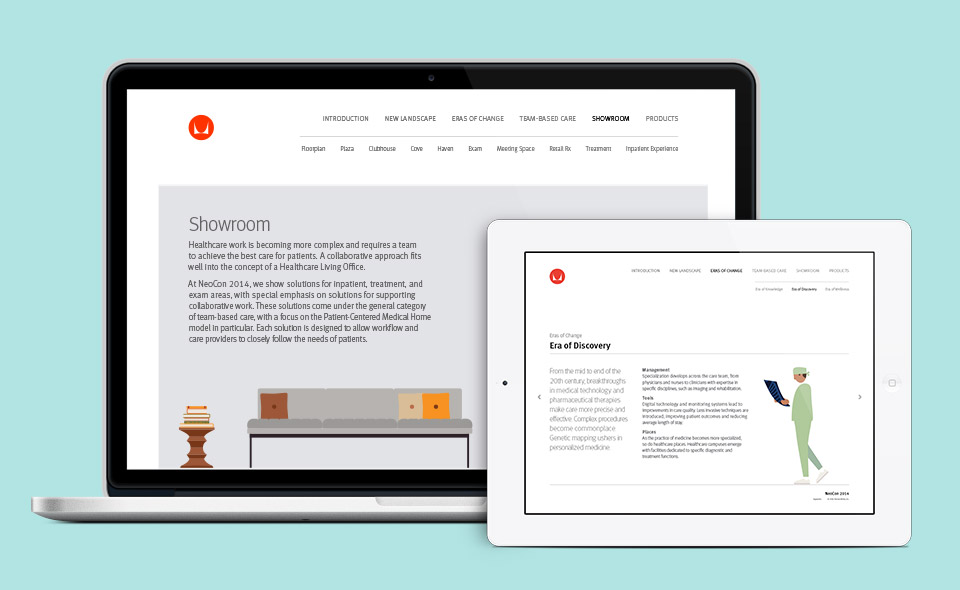 INTRODUCTION NEW LANDSCAPE ERAS OF CHANGE TEAM-BASED CARE SHOWROOM PRODUCTS
Floorplan Plaza Clubhouse Cove Haven Exam Meeting Space Retail Rx Treatment Inpatient Experience
Showroom
Healthcare work is becoming more complex and requires a team
to achieve the best care for patients. A collaborative approach fits
well into the concept of a Healthcare Living Office.
At NeoCon 2014, we show solutions for inpatient, treatment, and
exam areas, with special emphasis on solutions for supporting
collaborative work. These solutions come under the general category
of team-based care, with a focus on the Patient-Centered Medical Home
model in particular. Each solution is designed to allow workflow and
care providers to closely follow the needs of patients.
INTRODUCTION NEW LANDSCAPE ERAS OF CHANGE TEAM-BASED CARE SHOWROOM PRODUCTS
Era of Knowledge Era of Discovery Era of Wellness
Eras of Change
Era of Discovery
From the mid to end of the
20th century, breakthroughs
in medical technology and
pharmaceutical therapies
make care more precise and
effective. Complex procedures
become commonplace.
Genetic mapping ushers in
personalized medicine.
Management
Specialization develops across the care team, from
physicians and nurses to clinicians with expertise in
specific disciplines, such as imaging and rehabilitation.
Tools
Digital technology and monitoring systems lead to
improvements in care quality. Less invasive techniques are
introduced, improving patient outcomes and reducing
average length of stay.
Places
As the practice of medicine becomes more specialized,
so do healthcare places. Healthcare campuses emerge
with facilities dedicated to specific diagnostic and
treatment functions.
NeoCon 2014